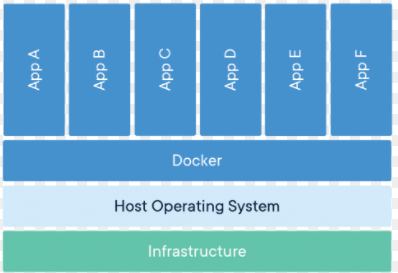 App A
App B
App C
App D
App E
App F
Docker
Host Operating System
Infrastructure